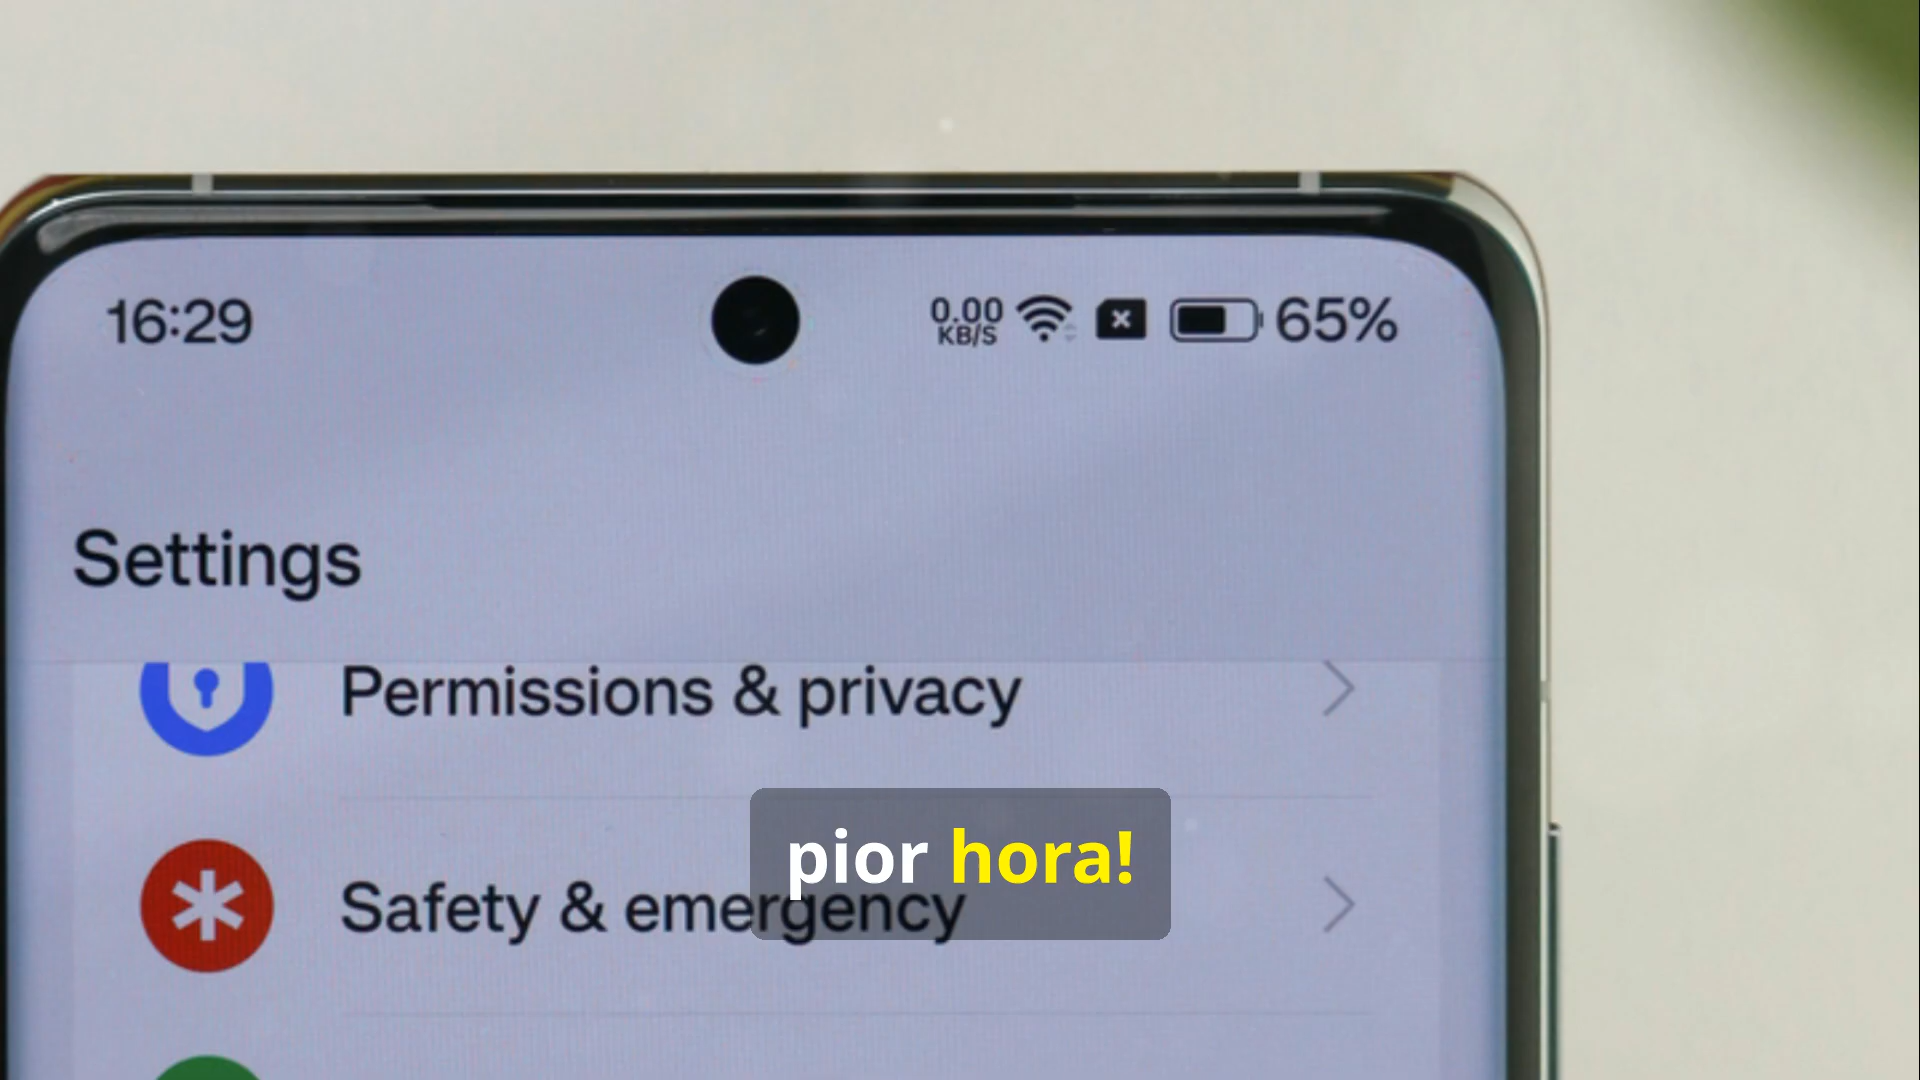 16:29
0.00
KB/S
65%
Settings
Permissions & privacy
pior hora!
Safety & emergency